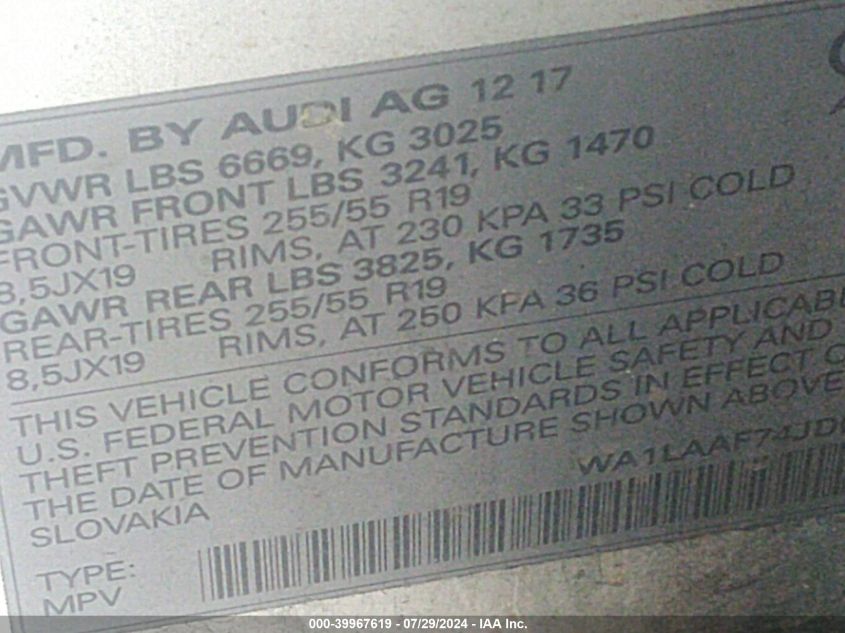 MFD. BY AUDI AG 12 17
GVWR LBS 6669, KG 3025
GAWR FRONT LBS 3241, KG 1470
FRONT-TIRES 255/55 R19
8,5JX19 RIMS, AT 230 KPA 33 PSI COLD
GAWR REAR LBS 3825, KG 1735
REAR-TIRES 255/55 R19
8,5JX19 RIMS, AT 250 KPA 36 PSI COLD
THIS VEHICLE CONFORMS TO ALL APPLICABLE
U.S. FEDERAL MOTOR VEHICLE SAFETY AND
THEFT PREVENTION STANDARDS IN EFFECT O
THE DATE OF MANUFACTURE SHOWN ABOVE
SLOVAKIA WA1LAAF74JD
TYPE:
MPV
000-39967619 - 07/29/2024 - IAA Inc.